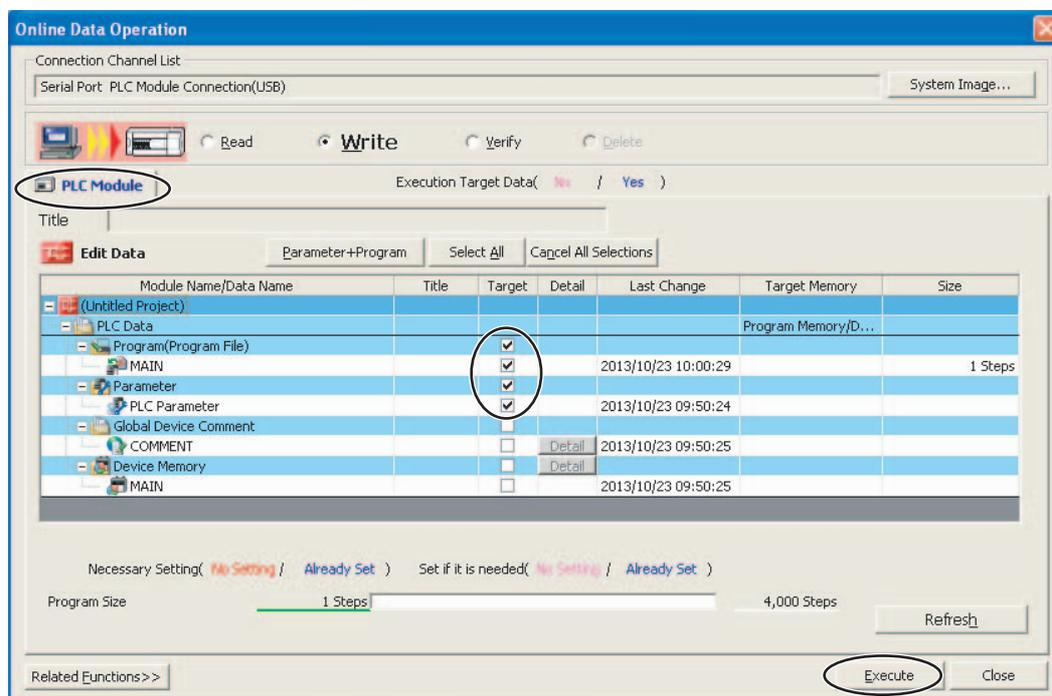 Online Data Operation
Connection Channel List
Serial Port PLC Module Connection(USB)
System Image...
Read
Write
Verify
Delete
PLC Module
Execution Target Data( No / Yes )
Title
Edit Data
Parameter+Program
Select All
Cancel All Selections
Module Name/Data Name Title Target Detail Last Change Target Memory Size
(Untitled Project)
PLC Data Program Memory/D...
Program(Program File)
MAIN 2013/10/23 10:00:29 1 Steps
Parameter
PLC Parameter 2013/10/23 09:50:24
Global Device Comment
COMMENT Detail 2013/10/23 09:50:25
Device Memory Detail
MAIN 2013/10/23 09:50:25
Necessary Setting( No Setting / Already Set ) Set if it is needed( No Setting / Already Set )
Program Size 1 Steps 4,000 Steps
Refresh
Related Functions>>
Execute
Close